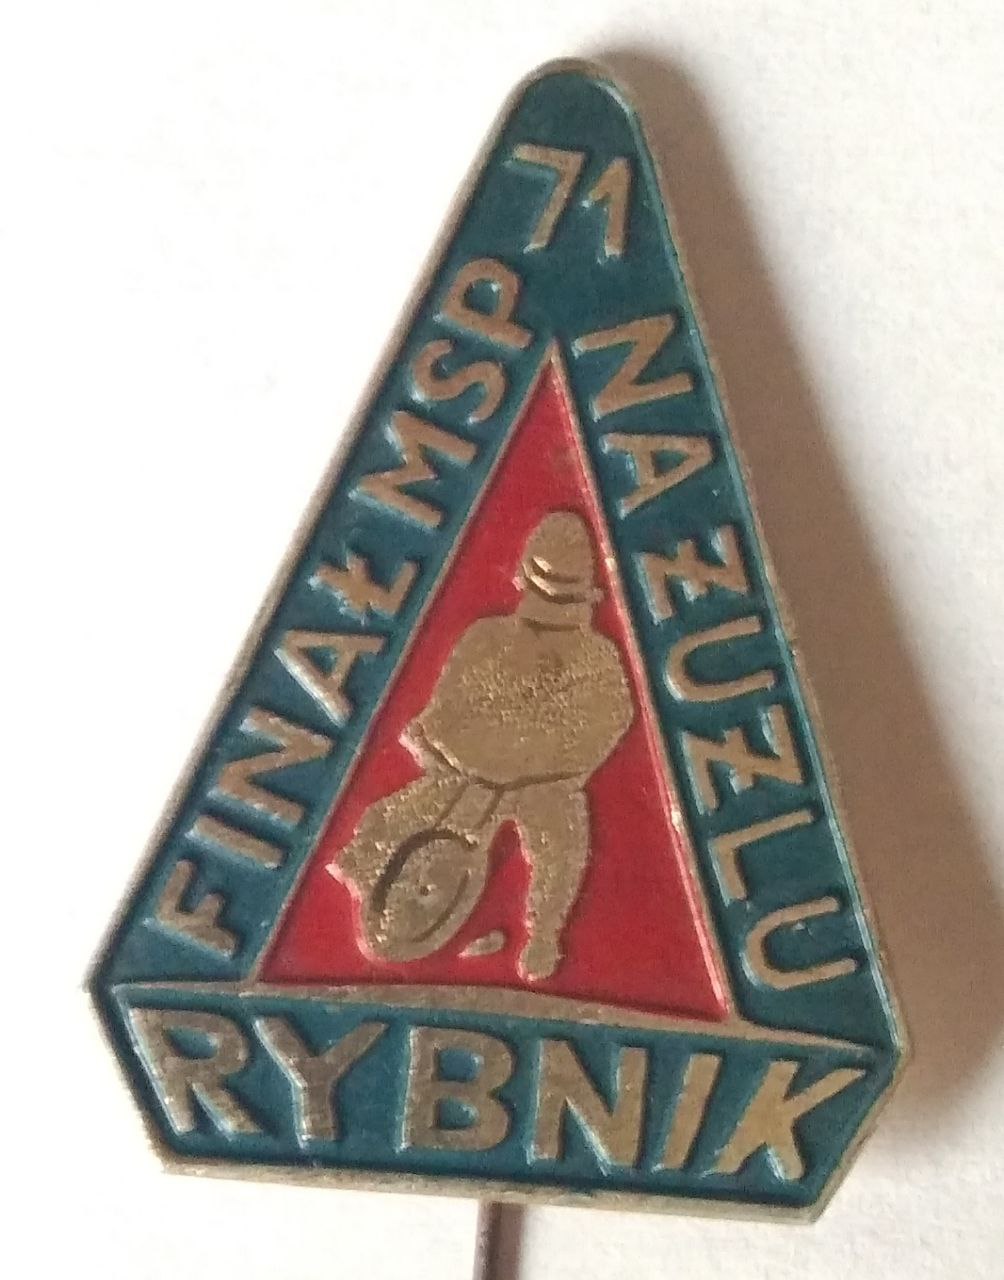 71
FINAŁ MSP
NA ŻUŻLU
RYBNIK